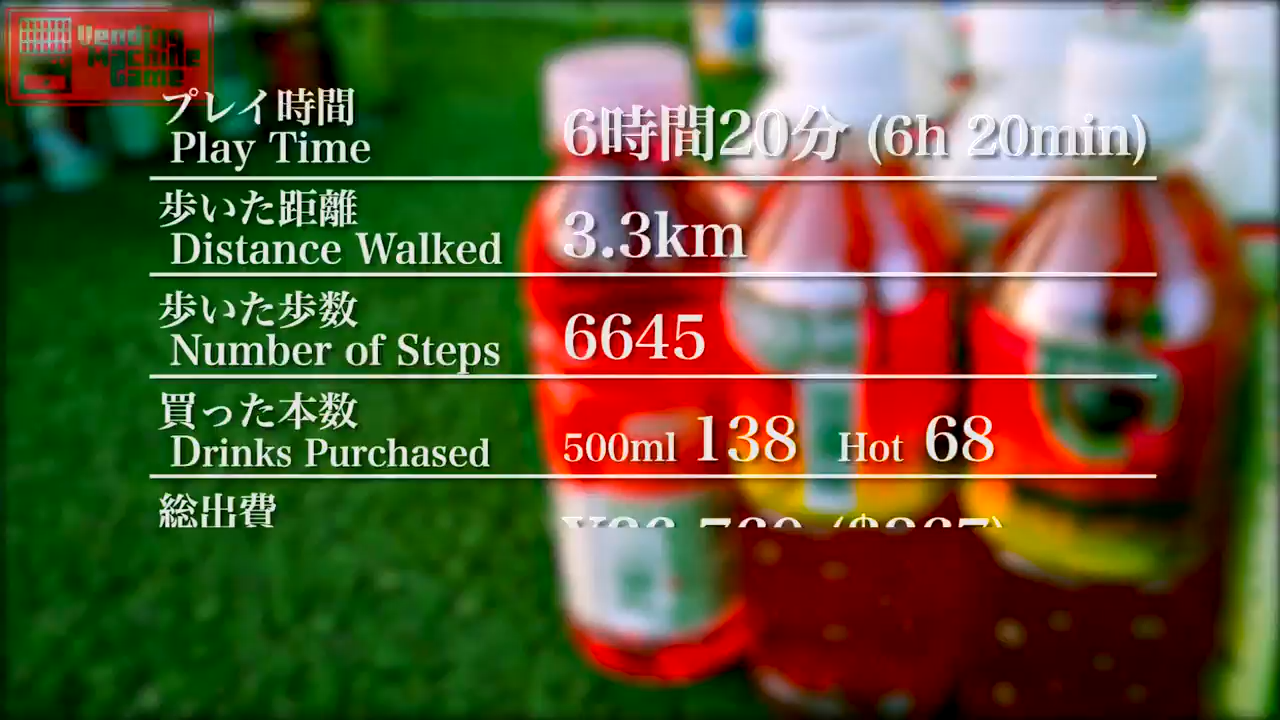 Vending
Machine
Game
プレイ時間
Play Time
6時間20分 (6h 20min)
歩いた距離
Distance Walked
3.3km
歩いた歩数
Number of Steps
6645
買った本数
Drinks Purchased
500ml 138 Hot 68
総出費